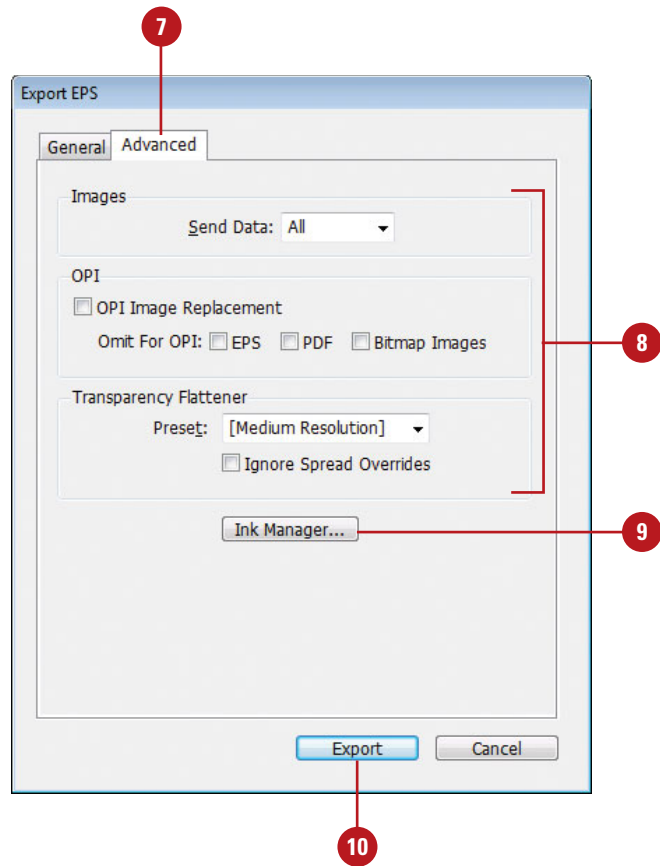 7
Export EPS
General Advanced
Images
Send Data: All
OPI
OPI Image Replacement
Omit For OPI: EPS PDF Bitmap Images
8
Transparency Flattener
Preset: [Medium Resolution]
Ignore Spread Overrides
Ink Manager...
9
Export Cancel
10